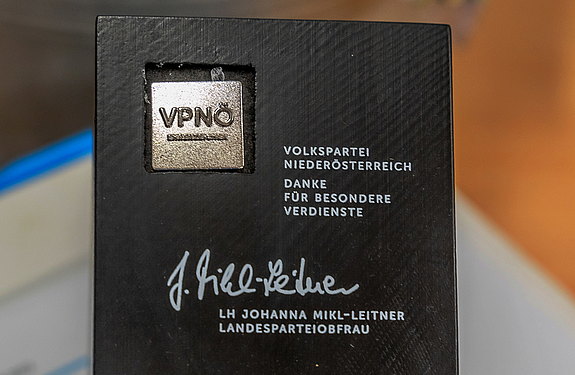 VPNÖ
VOLKSPARTEI
NIEDERÖSTERREICH
DANKE
FÜR BESONDERE
VERDIENSTE
J. Mikl-Leitner
LH JOHANNA MIKL-LEITNER
LANDESPARTEIOBFRAU